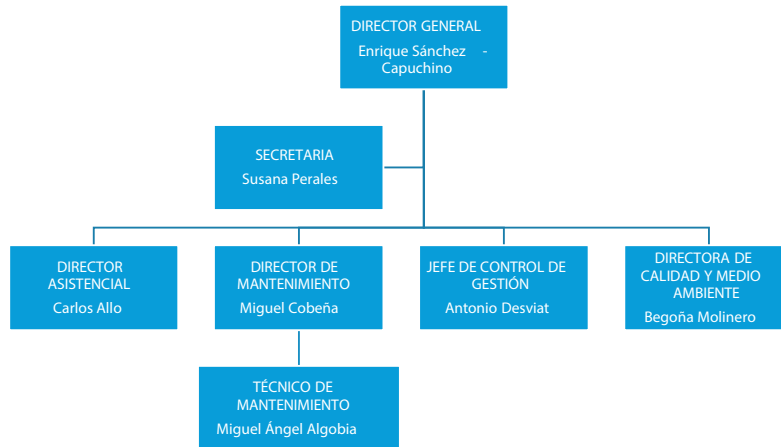 DIRECTOR GENERAL
Enrique Sánchez -
Capuchino
SECRETARIA
Susana Perales
DIRECTOR
ASISTENCIAL
Carlos Allo
DIRECTOR DE
MANTENIMIENTO
Miguel Cobeña
JEFE DE CONTROL DE
GESTIÓN
Antonio Desviat
DIRECTORA DE
CALIDAD Y MEDIO
AMBIENTE
Begoña Molinero
TÉCNICO DE
MANTENIMIENTO
Miguel Ángel Algobia